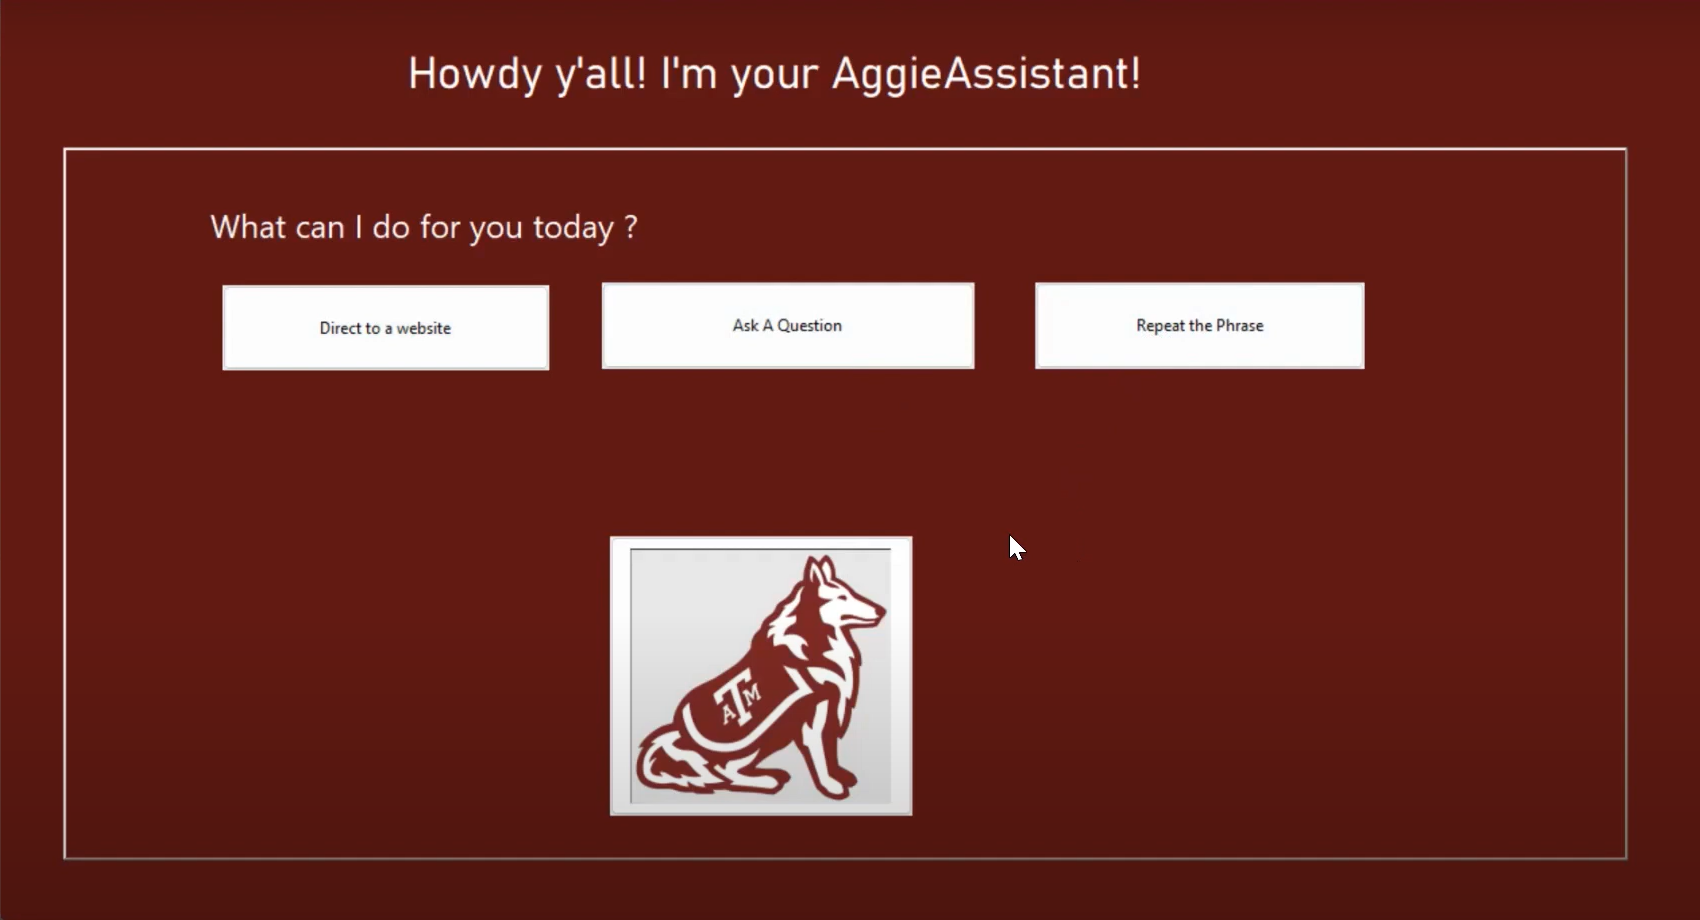 Howdy y'all! I'm your AggieAssistant!
What can I do for you today ?
Direct to a website
Ask A Question
Repeat the Phrase
ATM